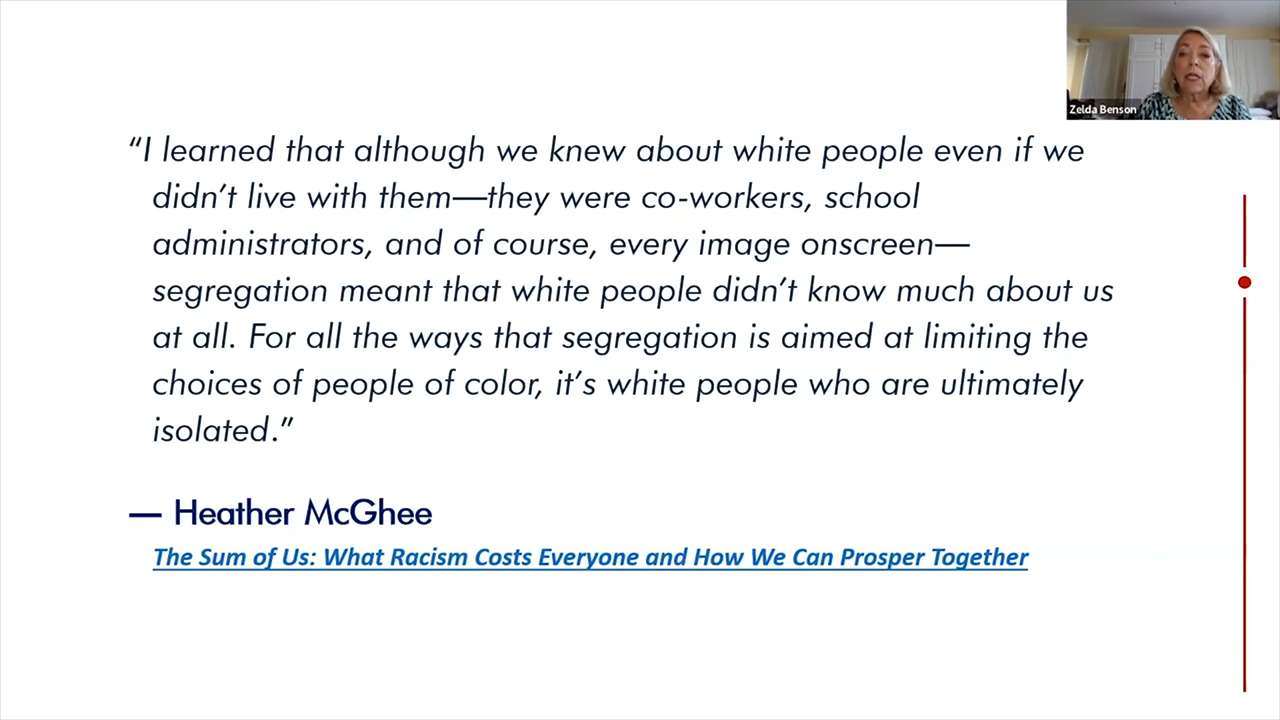 Zelda Benson
“I learned that although we knew about white people even if we
didn’t live with them—they were co-workers, school
administrators, and of course, every image onscreen—
segregation meant that white people didn’t know much about us
at all. For all the ways that segregation is aimed at limiting the
choices of people of color, it’s white people who are ultimately
isolated.”
— Heather McGhee
The Sum of Us: What Racism Costs Everyone and How We Can Prosper Together